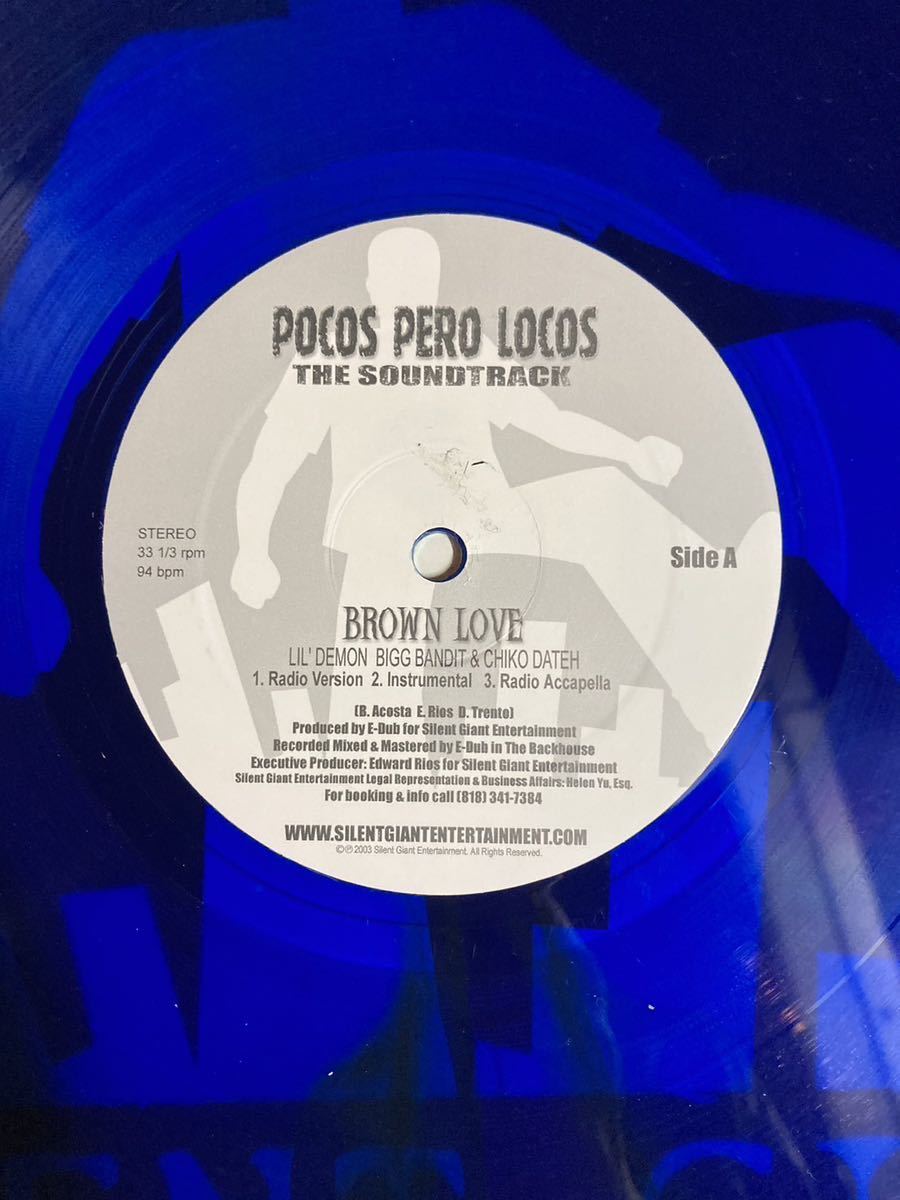 POCOS PERO LOCOS
THE SOUNDTRACK
STEREO
33 1/3 rpm
94 bpm
Side A
BROWN LOVE
LIL' DEMON BIGG BANDIT & CHIKO DATEH
1. Radio Version 2. Instrumental 3. Radio Accapella
(B. Acosta E. Rios D. Trento)
Produced by E-Dub for Silent Giant Entertainment
Recorded Mixed & Mastered by E-Dub in The Backhouse
Executive Producer: Edward Rios for Silent Giant Entertainment
Silent Giant Entertainment Legal Representation & Business Affairs: Helen Yu, Esq.
For booking & info call (818) 341-7384
WWW.SILENTGIANTENTERTAINMENT.COM
©℗ 2003 Silent Giant Entertainment. All Rights Reserved.